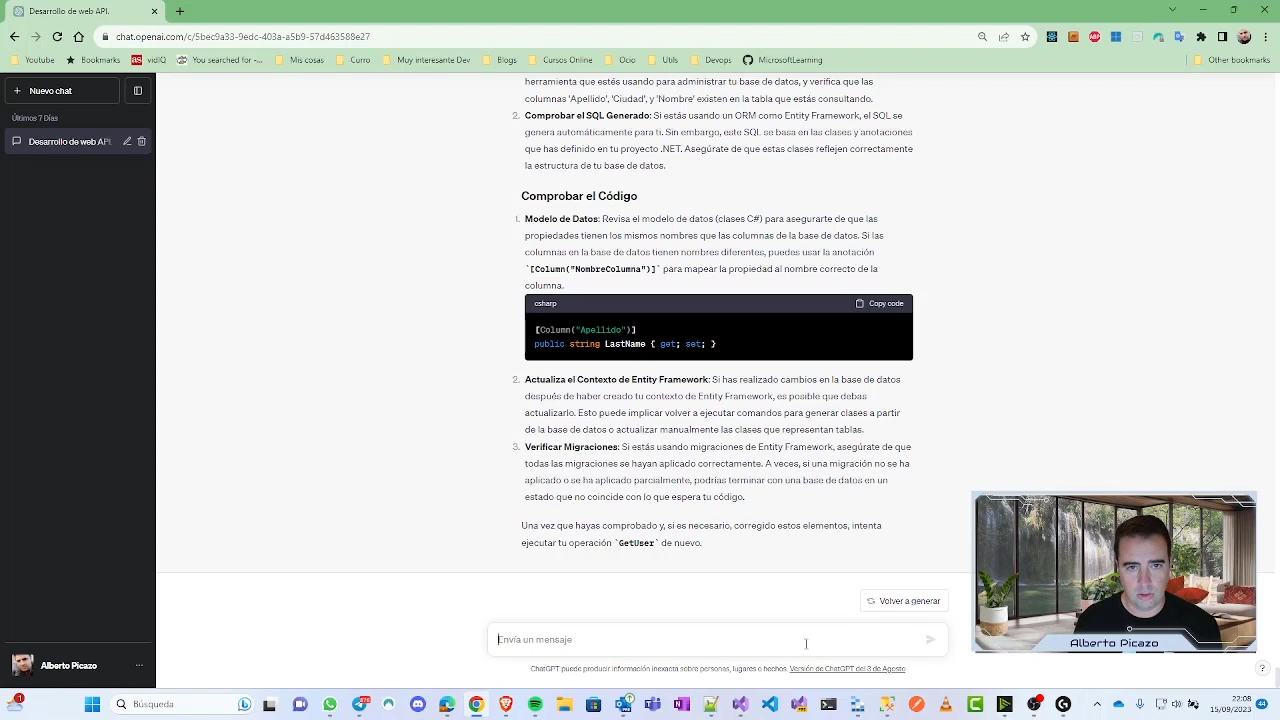 Desarrollo de web API.
chat.openai.com/c/5bec9a33-9edc-403a-a5b9-57d463588e27
Youtube
Bookmarks
vidIQ
You searched for -...
Mis cosas
Curro
Muy interesante Dev
Blogs
Cursos Online
Ocio
Utils
Devops
MicrosoftLearning
Other bookmarks
Nuevo chat
Últimos 7 Días
Desarrollo de web API.
herramienta que estés usando para administrar tu base de datos, y verifica que las
columnas 'Apellido', 'Ciudad', y 'Nombre' existen en la tabla que estás consultando.
2. Comprobar el SQL Generado: Si estás usando un ORM como Entity Framework, el SQL se
genera automáticamente para ti. Sin embargo, este SQL se basa en las clases y anotaciones
que has definido en tu proyecto .NET. Asegúrate de que estas clases reflejen correctamente
la estructura de tu base de datos.
Comprobar el Código
1. Modelo de Datos: Revisa el modelo de datos (clases C#) para asegurarte de que las
propiedades tienen los mismos nombres que las columnas de la base de datos. Si las
columnas en la base de datos tienen nombres diferentes, puedes usar la anotación
`[Column("NombreColumna")]` para mapear la propiedad al nombre correcto de la
columna.
csharp
Copy code
[Column("Apellido")]
public string LastName { get; set; }
2. Actualiza el Contexto de Entity Framework: Si has realizado cambios en la base de datos
después de haber creado tu contexto de Entity Framework, es posible que debas
actualizarlo. Esto puede implicar volver a ejecutar comandos para generar clases a partir
de la base de datos o actualizar manualmente las clases que representan tablas.
3. Verificar Migraciones: Si estás usando migraciones de Entity Framework, asegúrate de que
todas las migraciones se hayan aplicado correctamente. A veces, si una migración no se ha
aplicado o se ha aplicado parcialmente, podrías terminar con una base de datos en un
estado que no coincide con lo que espera tu código.
Una vez que hayas comprobado y, si es necesario, corregido estos elementos, intenta
ejecutar tu operación `GetUser` de nuevo.
Volver a generar
Envía un mensaje
ChatGPT puede producir información inexacta sobre personas, lugares o hechos. Versión de ChatGPT del 3 de Agosto
Alberto Picazo
Alberto Picazo
?
Búsqueda
22:08
15/09/2023